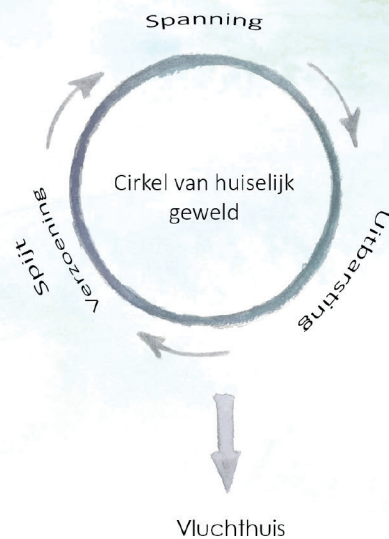 Spanning
Cirkel van huiselijk
geweld
Uitbarsting
Verzoening
Spijt
Vluchthuis